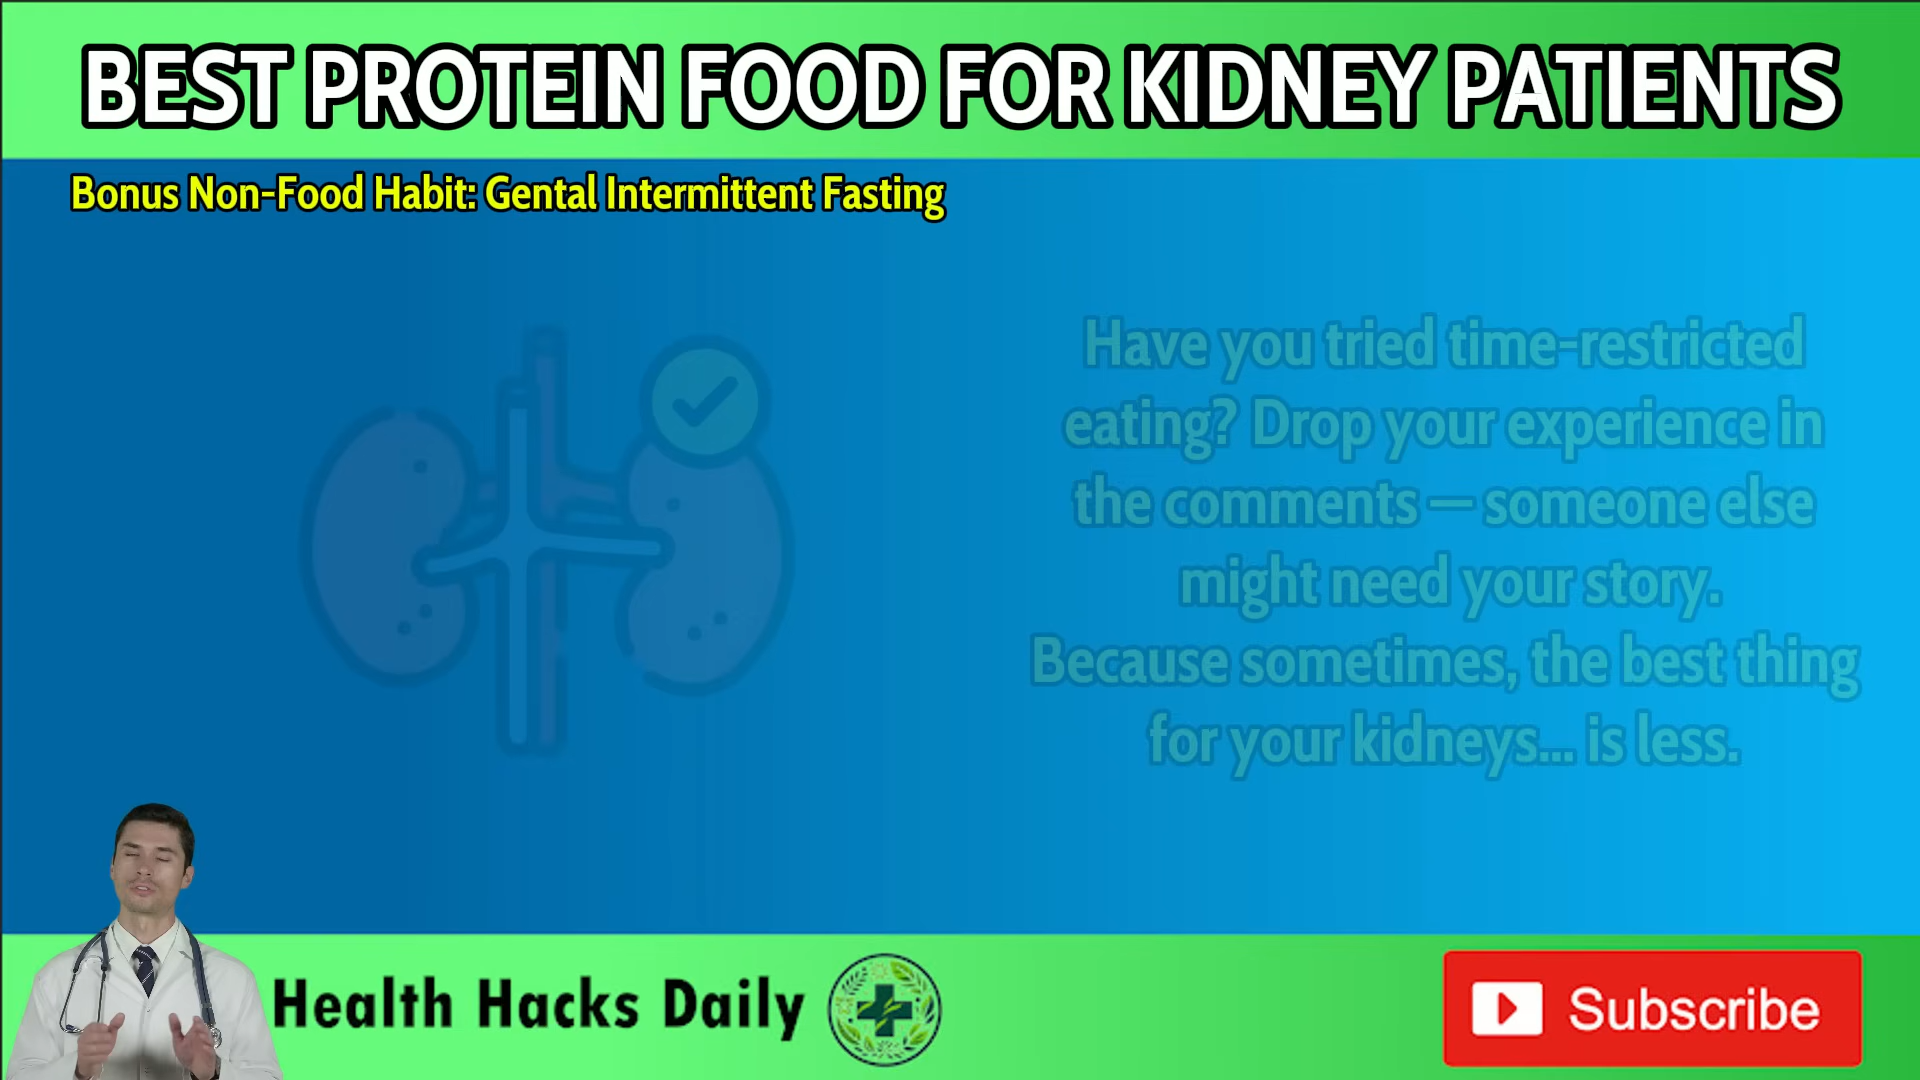 BEST PROTEIN FOOD FOR KIDNEY PATIENTS
Bonus Non-Food Habit: Gental Intermittent Fasting
Have you tried time-restricted
eating? Drop your experience in
the comments — someone else
might need your story.
Because sometimes, the best thing
for your kidneys... is less.
Health Hacks Daily
Subscribe